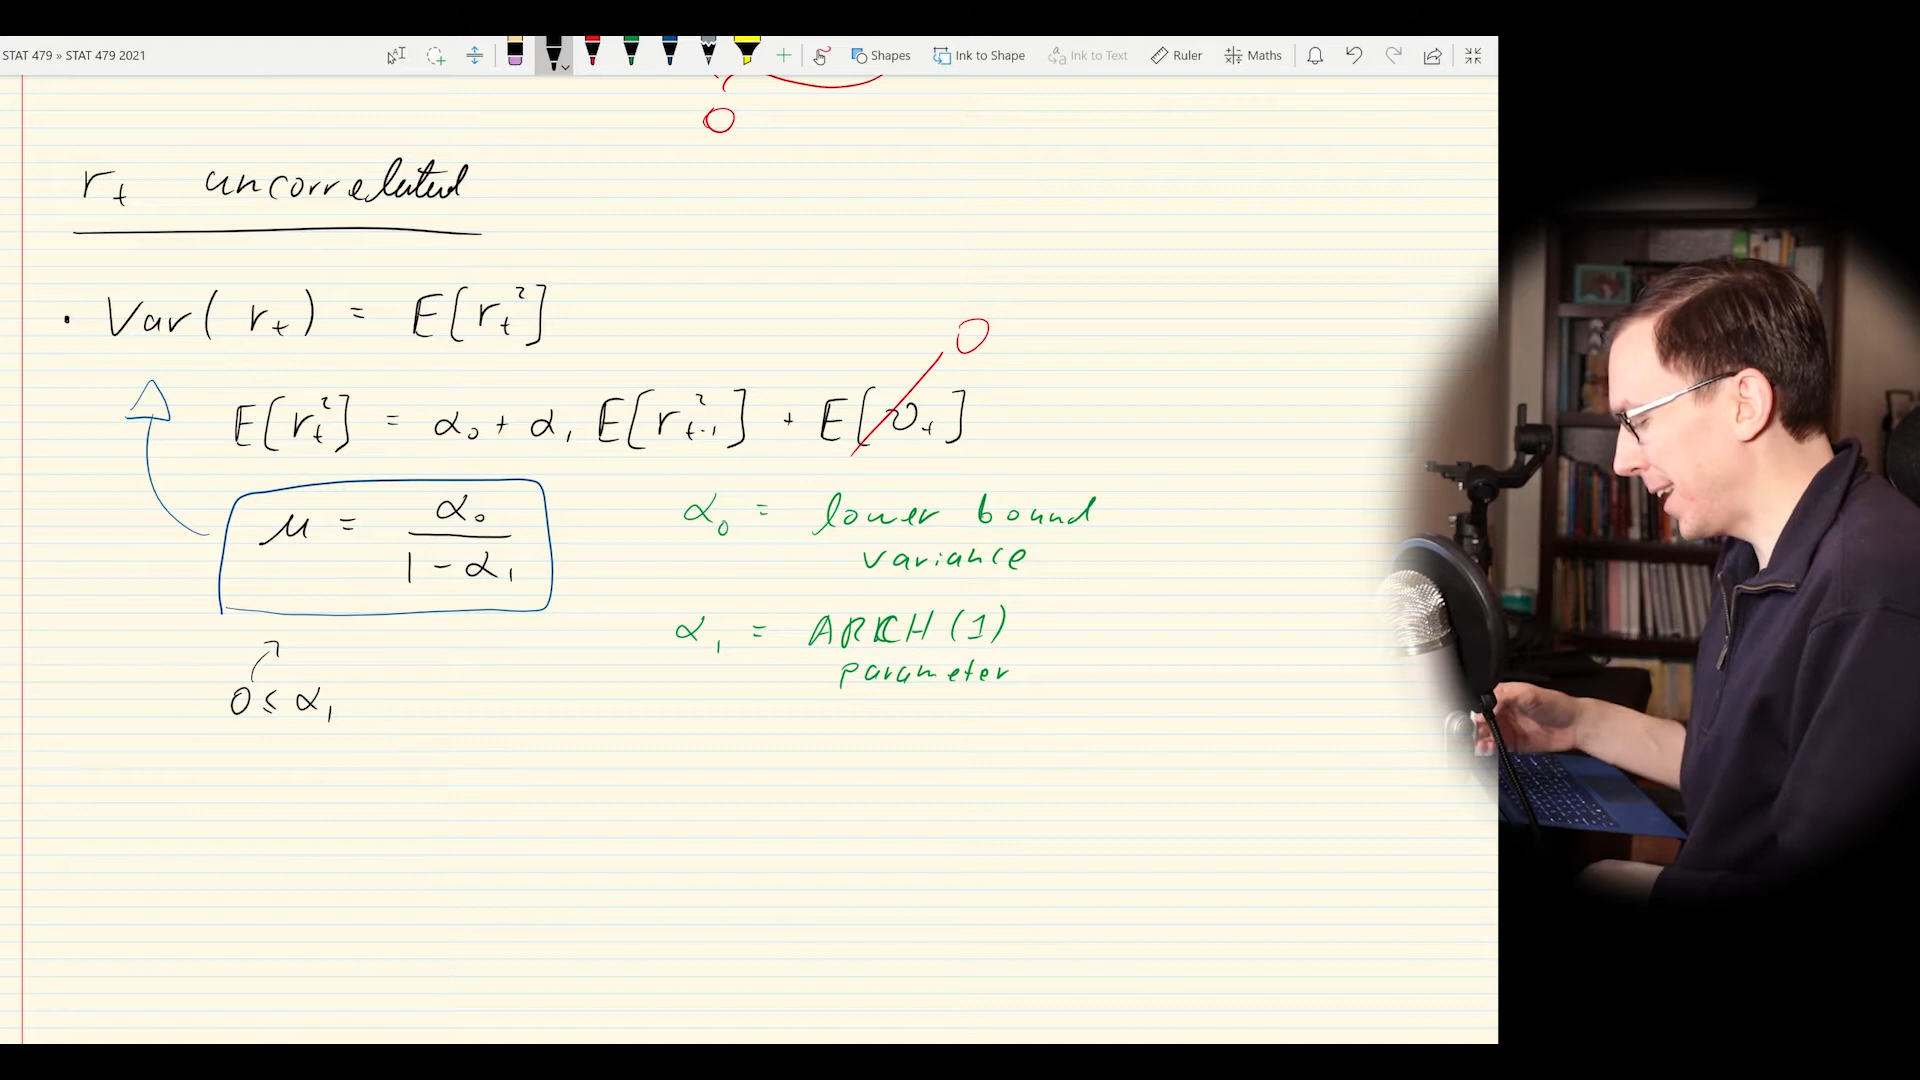 STAT 479 » STAT 479 2021
Shapes
Ink to Shape
Ink to Text
Ruler
Maths
0
r_t uncorrelated
· Var( r_t ) = E[r_t^2]
0
E[r_t^2] = α_0 + α_1 E[r_{t-1}^2] + E[v_t]
μ = α_0 / (1 - α_1)
α_0 = lower bound
variance
α_1 = ARCH (1)
parameter
0 ≤ α_1